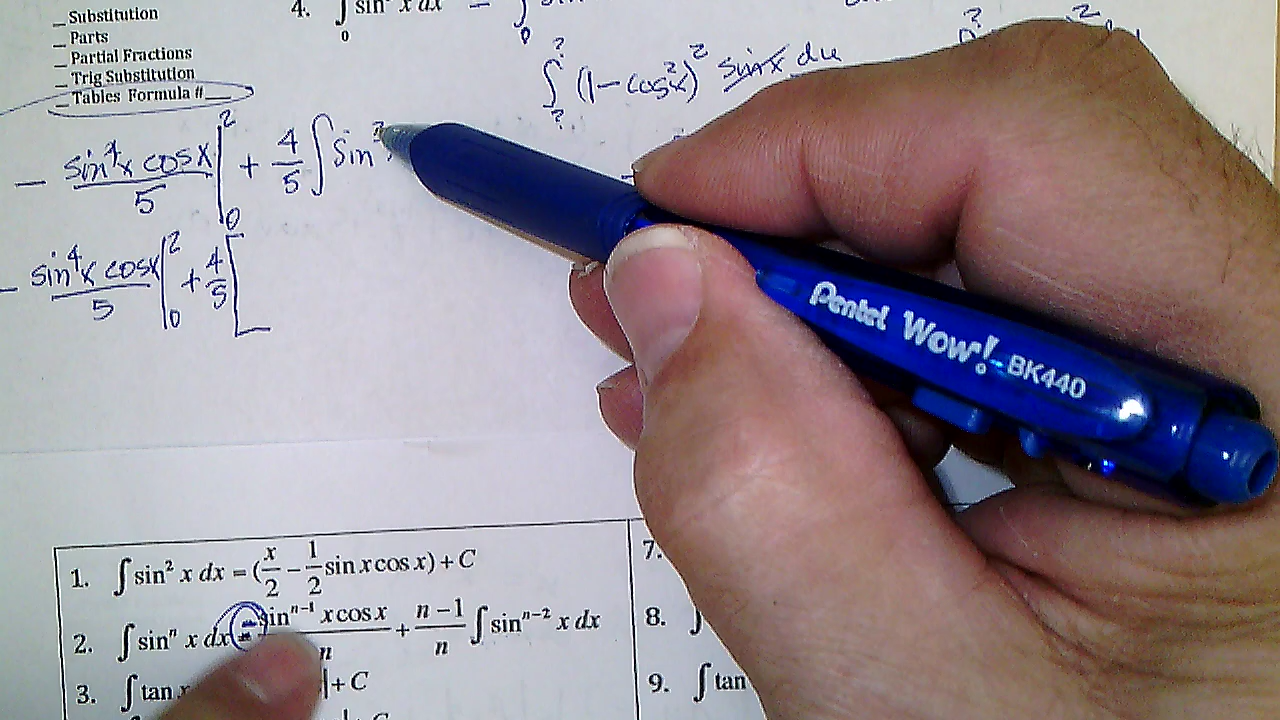 _ Substitution
_ Parts
_ Partial Fractions
_ Trig Substitution
_ Tables Formula #
4. ∫₀ sin x dx =
∫ (1-cos²x)² sinx du
? ?
- sin⁴x cosx / 5 |₀² + 4/5 ∫ sin³
- sin⁴x cosx / 5 |₀² + 4/5 [
Pentel Wow! BK440
1. ∫ sin² x dx = (x/2 - 1/2 sin x cos x) + C
2. ∫ sinⁿ x dx = - sinⁿ⁻¹ x cos x / n + n-1 / n ∫ sinⁿ⁻² x dx
3. ∫ tan x | + C
7.
8. ∫
9. ∫ tan